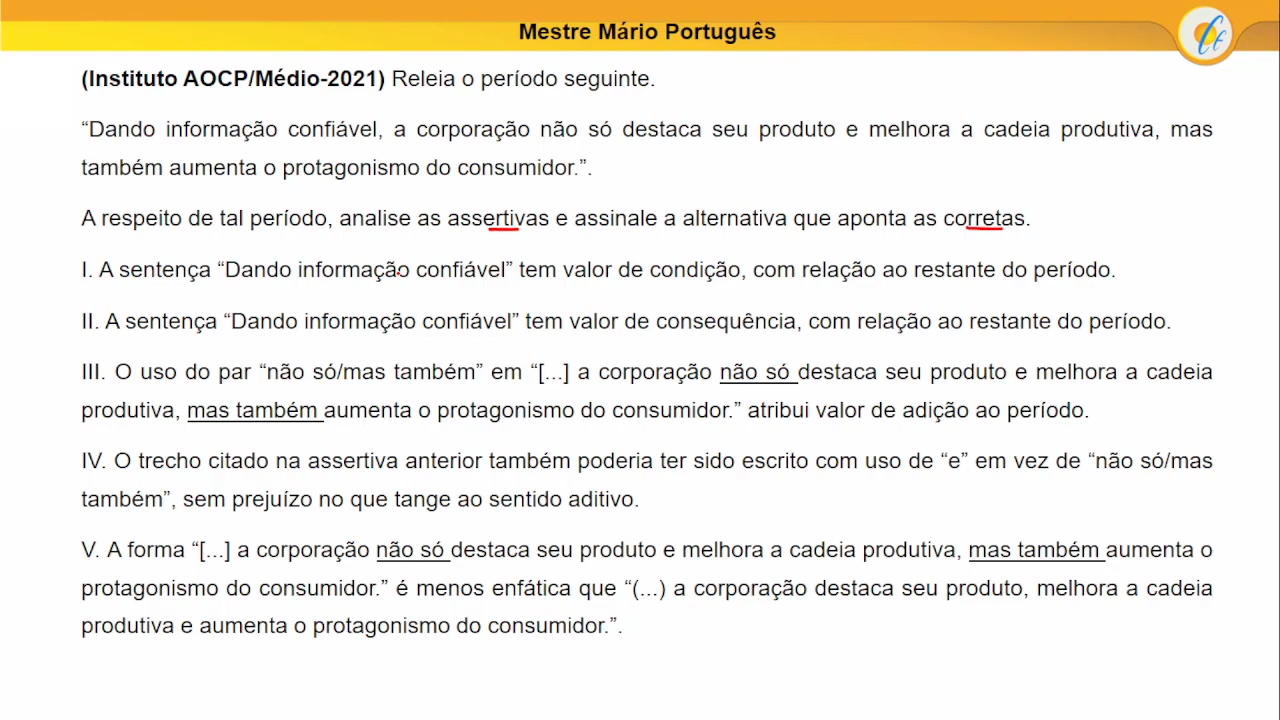 Mestre Mário Português
(Instituto AOCP/Médio-2021) Releia o período seguinte.
“Dando informação confiável, a corporação não só destaca seu produto e melhora a cadeia produtiva, mas
também aumenta o protagonismo do consumidor.”.
A respeito de tal período, analise as assertivas e assinale a alternativa que aponta as corretas.
I. A sentença “Dando informação confiável” tem valor de condição, com relação ao restante do período.
II. A sentença “Dando informação confiável” tem valor de consequência, com relação ao restante do período.
III. O uso do par “não só/mas também” em “[...] a corporação não só destaca seu produto e melhora a cadeia
produtiva, mas também aumenta o protagonismo do consumidor.” atribui valor de adição ao período.
IV. O trecho citado na assertiva anterior também poderia ter sido escrito com uso de “e” em vez de “não só/mas
também”, sem prejuízo no que tange ao sentido aditivo.
V. A forma “[...] a corporação não só destaca seu produto e melhora a cadeia produtiva, mas também aumenta o
protagonismo do consumidor.” é menos enfática que “(...) a corporação destaca seu produto, melhora a cadeia
produtiva e aumenta o protagonismo do consumidor.”.